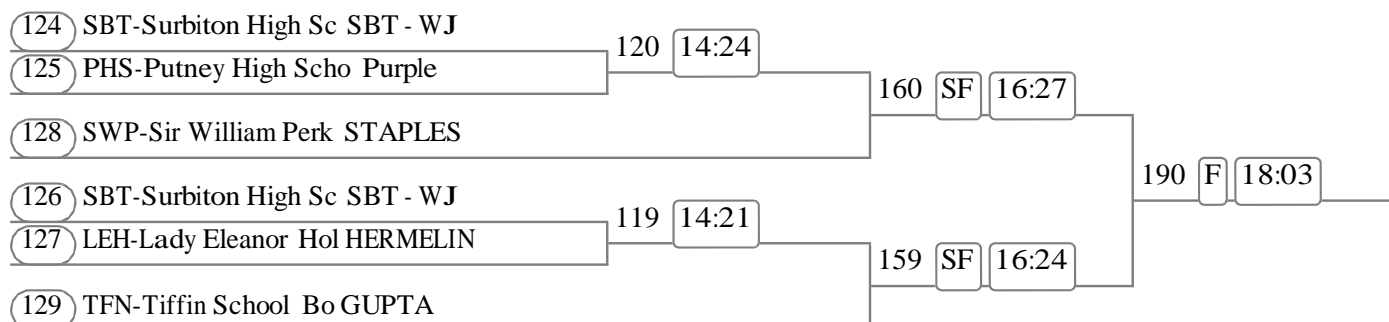 124 SBT-Surbiton High Sc SBT - WJ
120 14:24
125 PHS-Putney High Scho Purple
160 SF 16:27
128 SWP-Sir William Perk STAPLES
190 F 18:03
126 SBT-Surbiton High Sc SBT - WJ
119 14:21
127 LEH-Lady Eleanor Hol HERMELIN
159 SF 16:24
129 TFN-Tiffin School Bo GUPTA